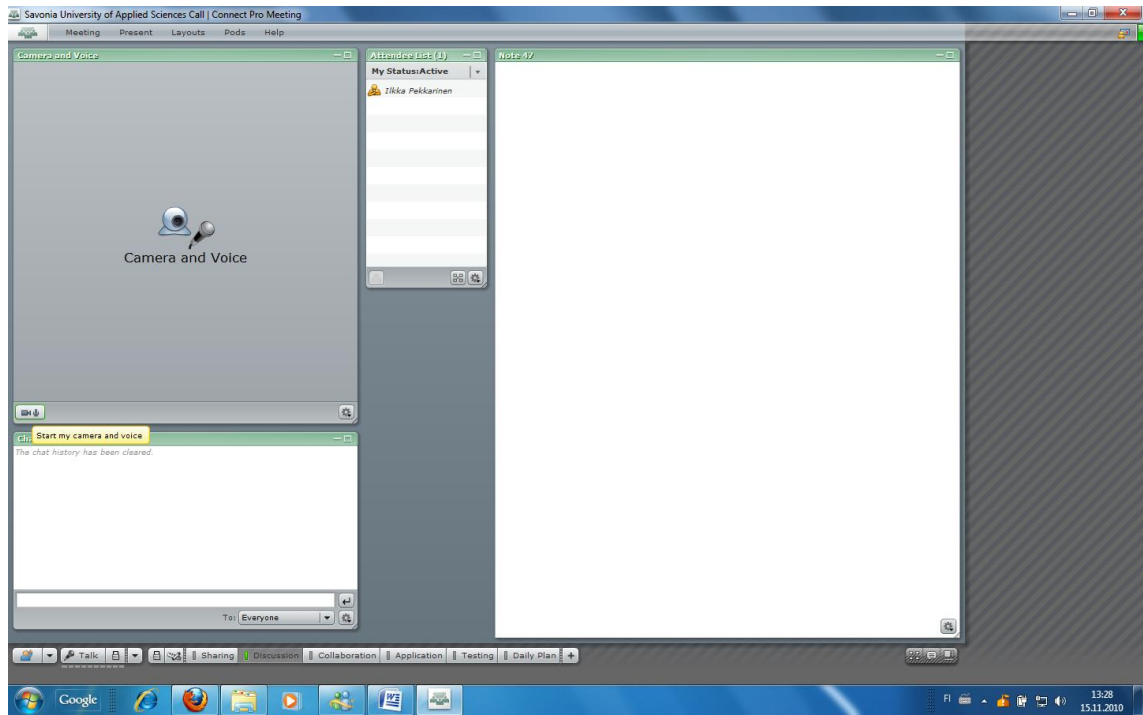 Savonia University of Applied Sciences Call | Connect Pro Meeting
Meeting Present Layouts Pods Help
Camera and Voice
Camera and Voice
Start my camera and voice
The chat history has been cleared.
To: Everyone
Attendee List (1)
My Status:Active
Ilkka Pekkarinen
Note 47
Talk Sharing Discussion Collaboration Application Testing Daily Plan +
Google
FI
13:28
15.11.2010